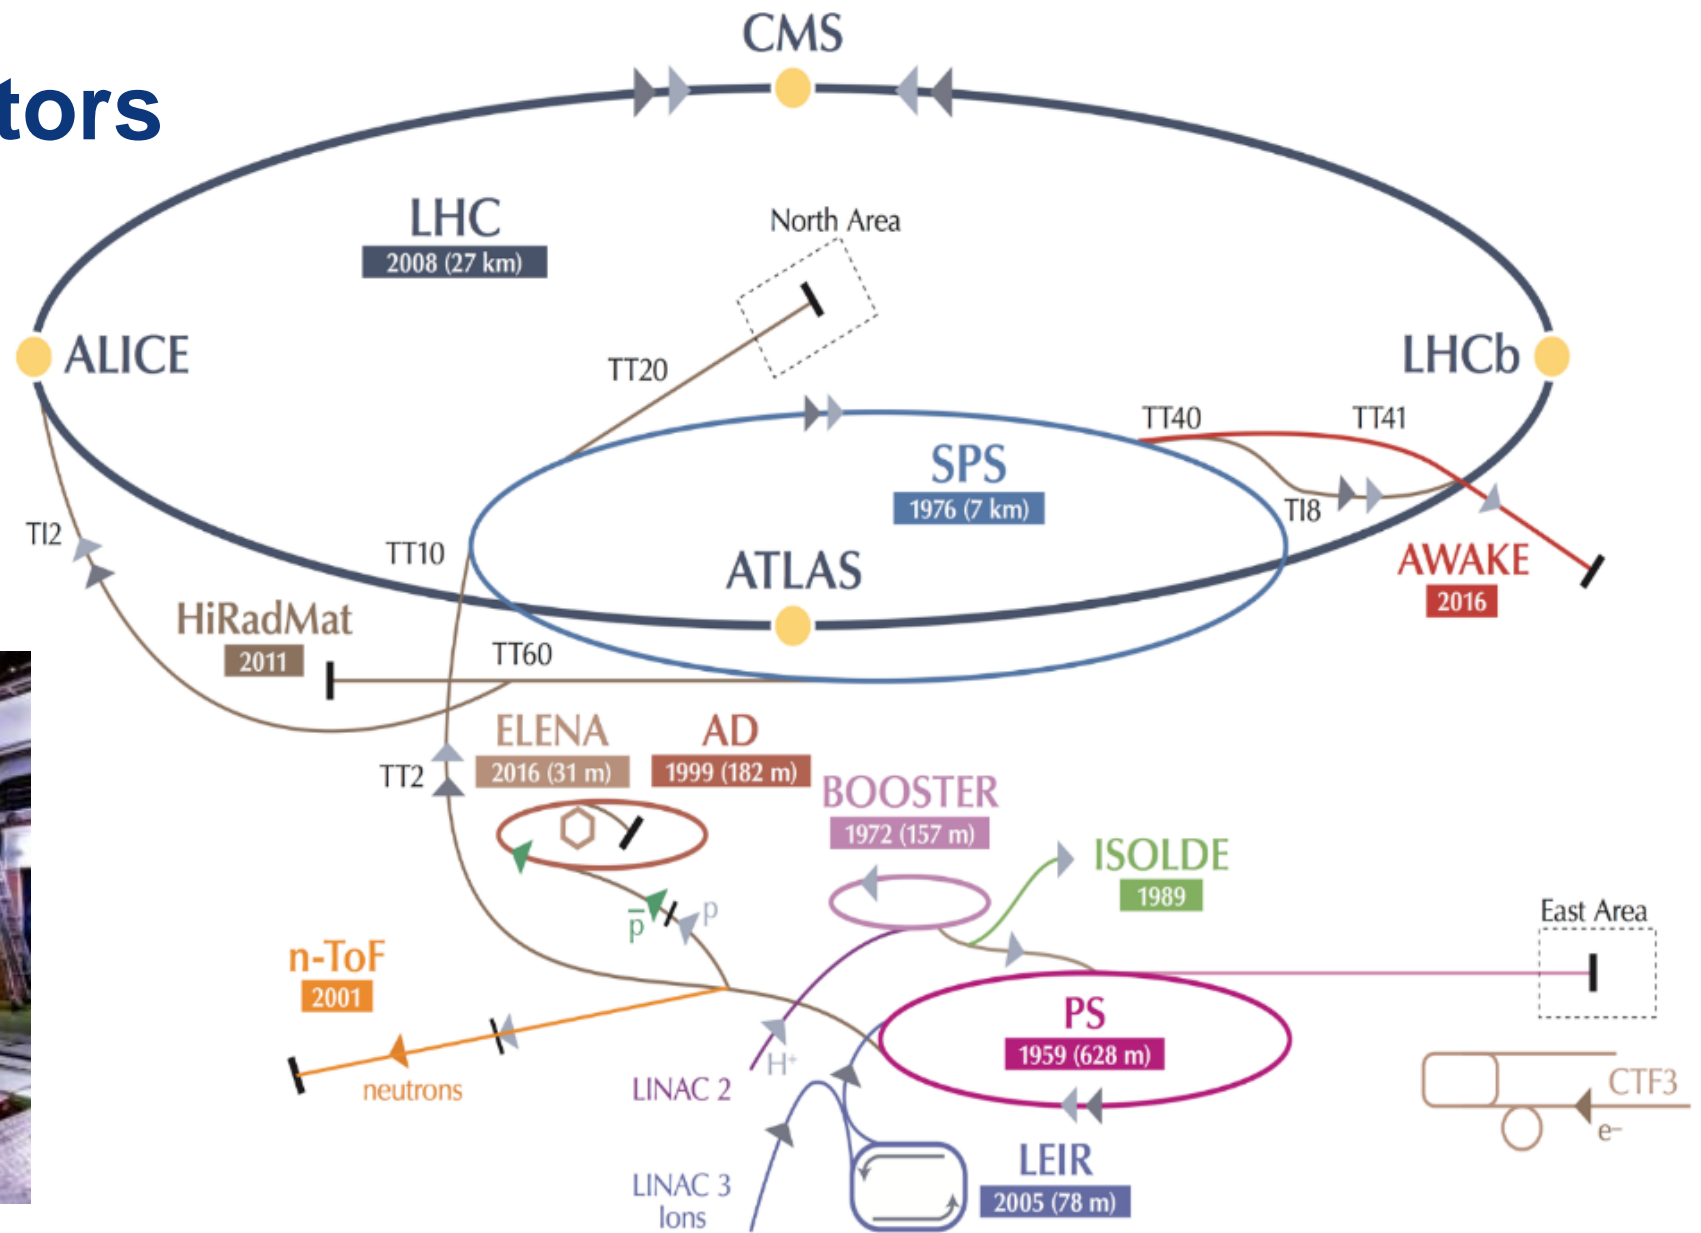 CMS
tors
LHC
2008 (27 km)
North Area
ALICE
LHCb
TT20
TT40
TT41
SPS
1976 (7 km)
TI8
TI2
TT10
ATLAS
AWAKE
2016
HiRadMat
2011
TT60
ELENA
2016 (31 m)
AD
1999 (182 m)
TT2
BOOSTER
1972 (157 m)
ISOLDE
1989
p̅
p
East Area
n-ToF
2001
PS
1959 (628 m)
H⁺
neutrons
LINAC 2
CTF3
e⁻
LEIR
2005 (78 m)
LINAC 3
Ions